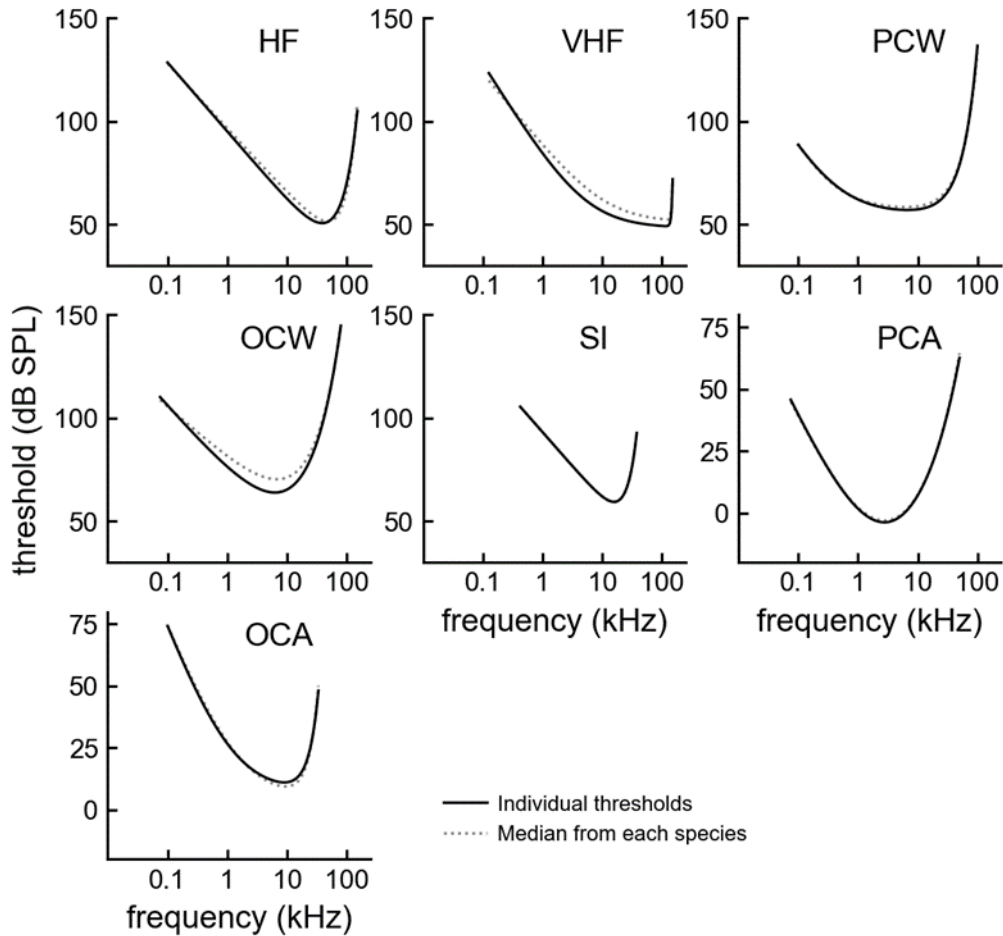 HF
150
100
50
0.1 1 10 100
VHF
150
100
50
0.1 1 10 100
PCW
150
100
50
0.1 1 10 100
threshold (dB SPL)
OCW
150
100
50
0.1 1 10 100
SI
150
100
50
0.1 1 10 100
frequency (kHz)
PCA
75
50
25
0
0.1 1 10 100
frequency (kHz)
OCA
75
50
25
0
0.1 1 10 100
frequency (kHz)
Individual thresholds
Median from each species